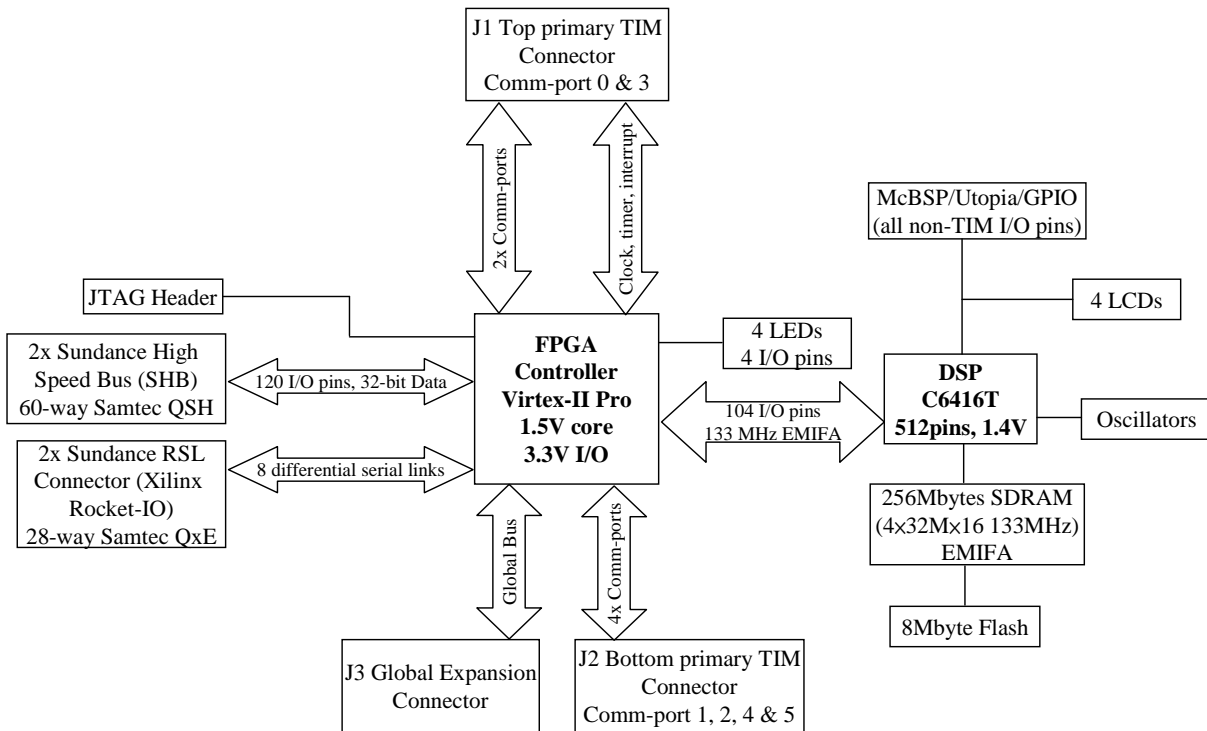 J1 Top primary TIM
Connector
Comm-port 0 & 3
2x Comm-ports
Clock, timer, interrupt
McBSP/Utopia/GPIO
(all non-TIM I/O pins)
JTAG Header
4 LCDs
2x Sundance High
Speed Bus (SHB)
60-way Samtec QSH
120 I/O pins, 32-bit Data
FPGA
Controller
Virtex-II Pro
1.5V core
3.3V I/O
4 LEDs
4 I/O pins
104 I/O pins
133 MHz EMIFA
DSP
C6416T
512pins, 1.4V
Oscillators
2x Sundance RSL
Connector (Xilinx
Rocket-IO)
28-way Samtec QxE
8 differential serial links
256Mbytes SDRAM
(4×32M×16 133MHz)
EMIFA
8Mbyte Flash
Global Bus
4x Comm-ports
J3 Global Expansion
Connector
J2 Bottom primary TIM
Connector
Comm-port 1, 2, 4 & 5